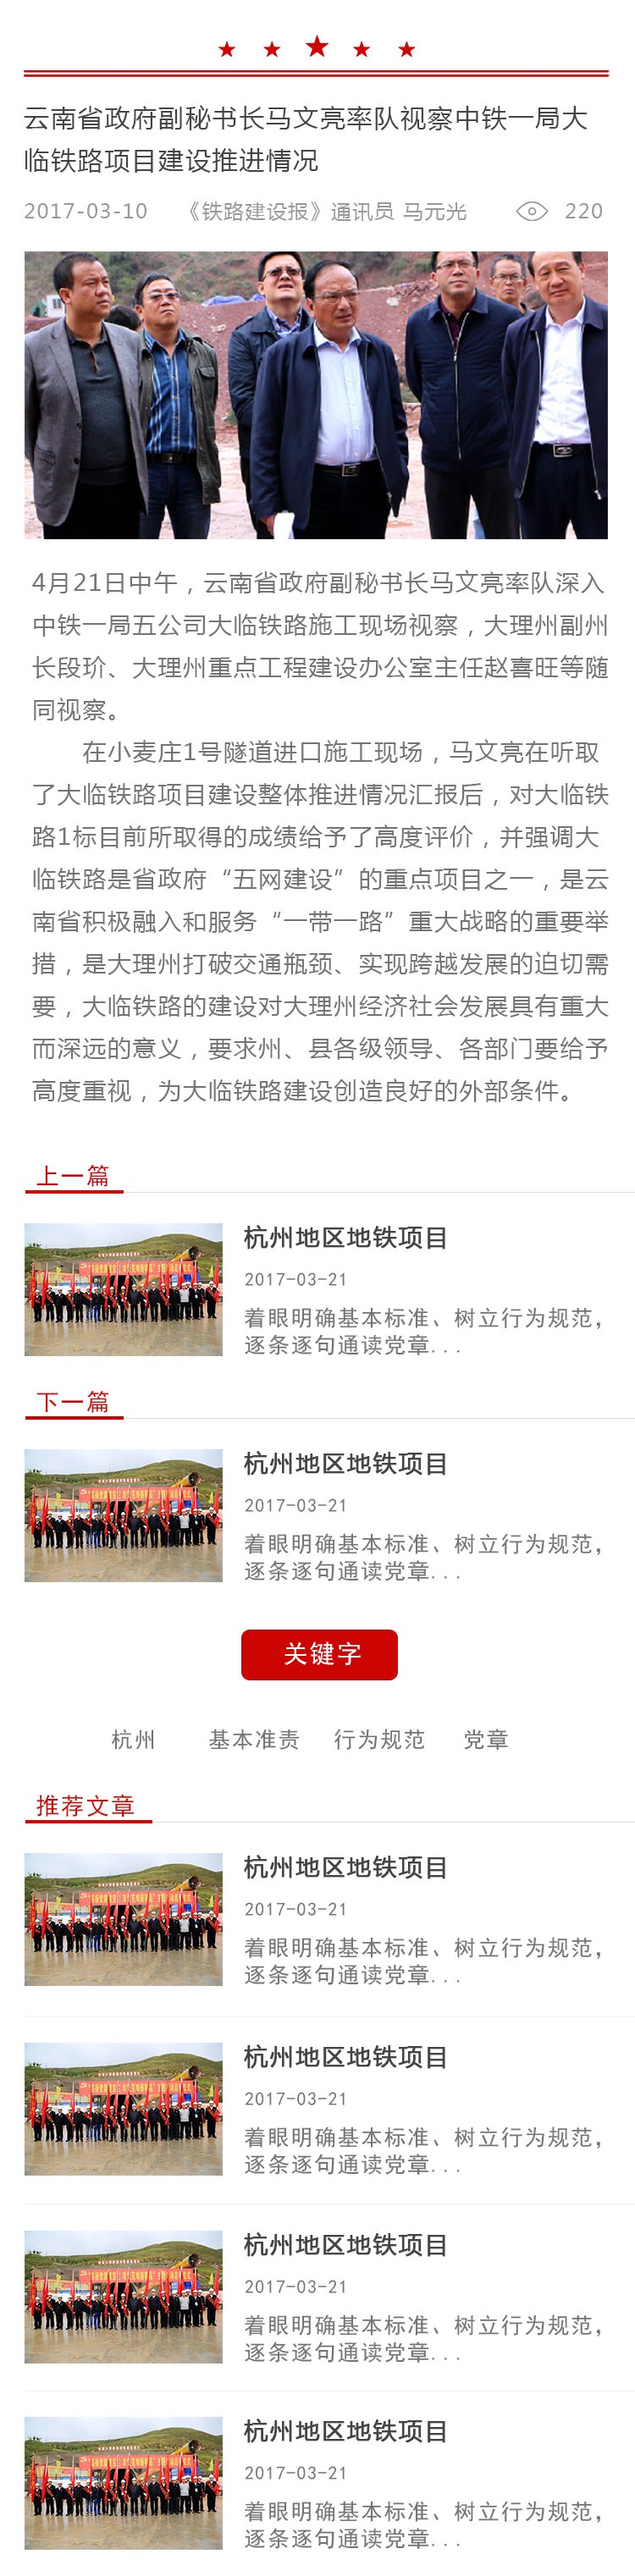 云南省政府副秘书长马文亮率队视察中铁一局大
临铁路项目建设推进情况
2017-03-10 《铁路建设报》通讯员 马元光 220
4月21日中午，云南省政府副秘书长马文亮率队深入
中铁一局五公司大临铁路施工现场视察，大理州副州
长段玠、大理州重点工程建设办公室主任赵喜旺等随
同视察。
在小麦庄1号隧道进口施工现场，马文亮在听取
了大临铁路项目建设整体推进情况汇报后，对大临铁
路1标目前所取得的成绩给予了高度评价，并强调大
临铁路是省政府“五网建设”的重点项目之一，是云
南省积极融入和服务“一带一路”重大战略的重要举
措，是大理州打破交通瓶颈、实现跨越发展的迫切需
要，大临铁路的建设对大理州经济社会发展具有重大
而深远的意义，要求州、县各级领导、各部门要给予
高度重视，为大临铁路建设创造良好的外部条件。
上一篇
杭州地区地铁项目
2017-03-21
着眼明确基本标准、树立行为规范，
逐条逐句通读党章...
下一篇
杭州地区地铁项目
2017-03-21
着眼明确基本标准、树立行为规范，
逐条逐句通读党章...
关键字
杭州 基本准责 行为规范 党章
推荐文章
杭州地区地铁项目
2017-03-21
着眼明确基本标准、树立行为规范，
逐条逐句通读党章...
杭州地区地铁项目
2017-03-21
着眼明确基本标准、树立行为规范，
逐条逐句通读党章...
杭州地区地铁项目
2017-03-21
着眼明确基本标准、树立行为规范，
逐条逐句通读党章...
杭州地区地铁项目
2017-03-21
着眼明确基本标准、树立行为规范，
逐条逐句通读党章...